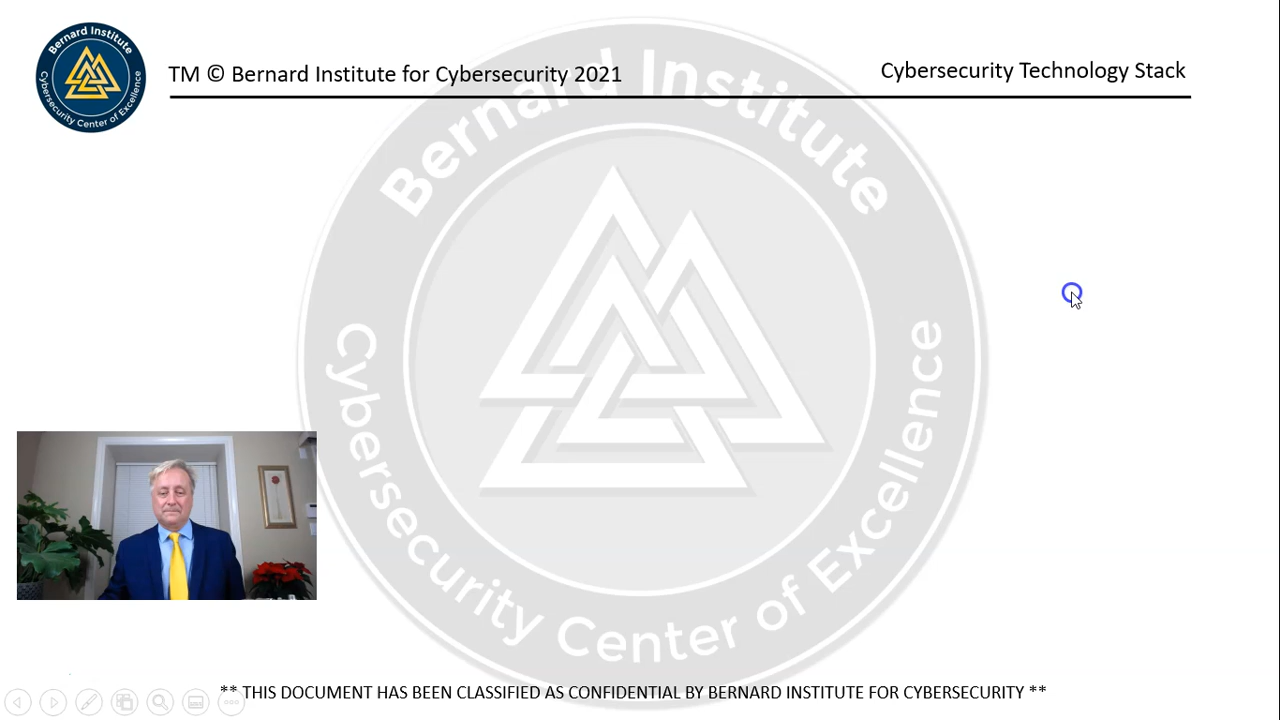 Bernard Institute
Cybersecurity Center of Excellence
TM © Bernard Institute for Cybersecurity 2021
Cybersecurity Technology Stack
Bernard Institute
Cybersecurity Center of Excellence
** THIS DOCUMENT HAS BEEN CLASSIFIED AS CONFIDENTIAL BY BERNARD INSTITUTE FOR CYBERSECURITY **